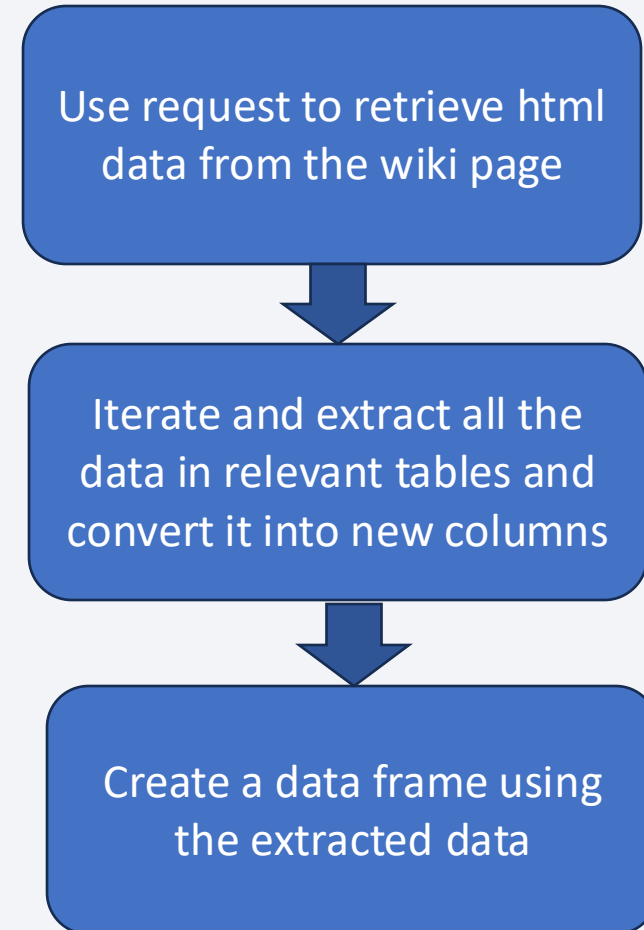 Use request to retrieve html
data from the wiki page
Iterate and extract all the
data in relevant tables and
convert it into new columns
Create a data frame using
the extracted data